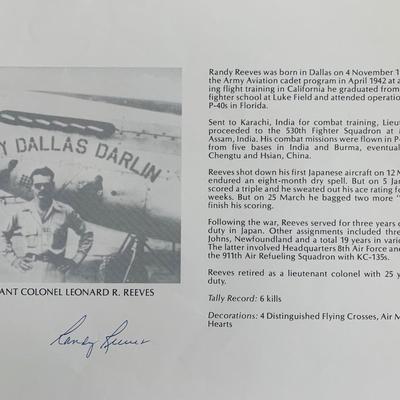 Y DALLAS DARLIN
ANT COLONEL LEONARD R. REEVES
Randy Reeves
Randy Reeves was born in Dallas on 4 November 1
the Army Aviation cadet program in April 1942 at a
ing flight training in California he graduated from
fighter school at Luke Field and attended operatio
P-40s in Florida.
Sent to Karachi, India for combat training, Lieut
proceeded to the 530th Fighter Squadron at
Assam, India. His combat missions were flown in P-
from five bases in India and Burma, eventual
Chengtu and Hsian, China.
Reeves shot down his first Japanese aircraft on 12 N
endured an eight-month dry spell. But on 5 Jan
scored a triple and he sweated out his ace rating f
weeks. But on 25 March he bagged two more "
finish his scoring.
Following the war, Reeves served for three years o
duty in Japan. Other assignments included thre
Johns, Newfoundland and a total 19 years in vario
The latter involved Headquarters 8th Air Force and
the 911th Air Refueling Squadron with KC-135s.
Reeves retired as a lieutenant colonel with 25 y
duty.
Tally Record: 6 kills
Decorations: 4 Distinguished Flying Crosses, Air M
Hearts